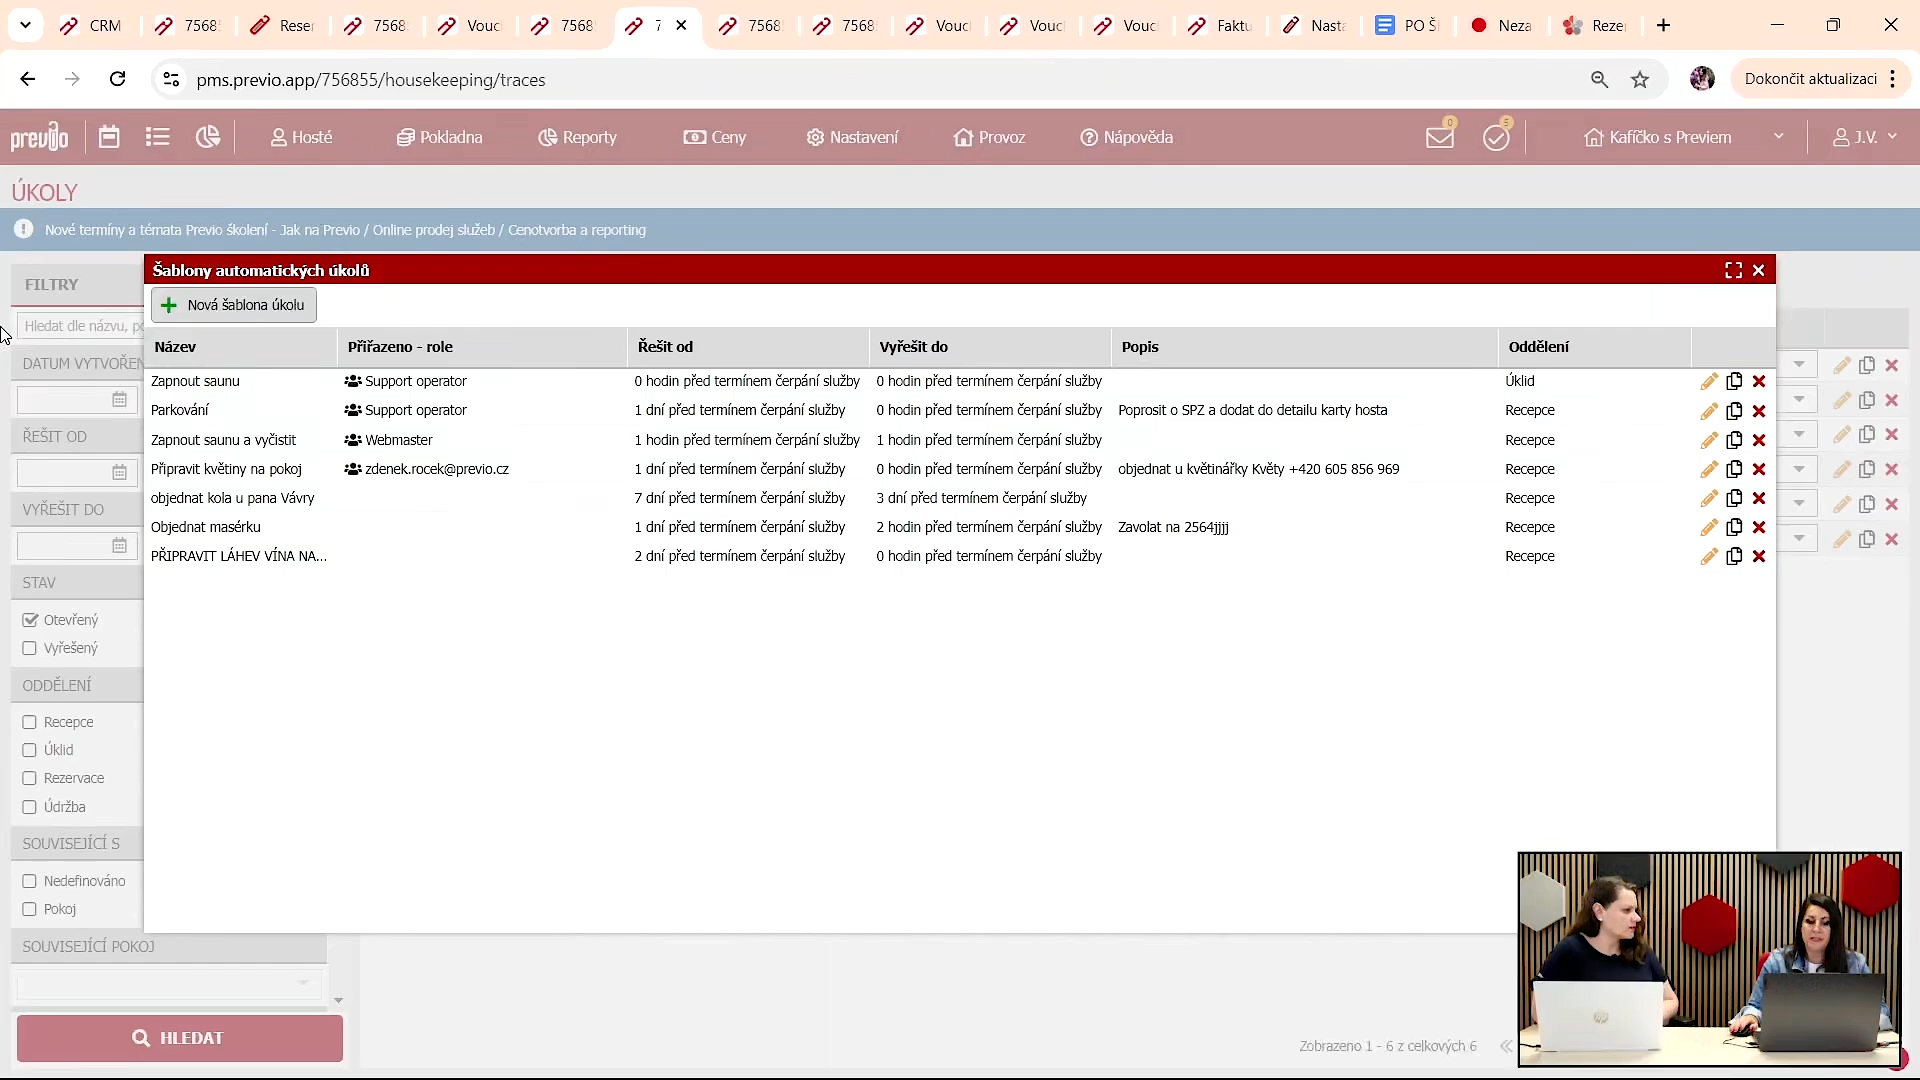 CRM
7568
Reser
7568
Vouc
7568
7
7568
7568
Vouc
Vouc
Vouc
Faktu
Nasta
PO Š
Neza
Rezer
pms.previo.app/756855/housekeeping/traces
Dokončit aktualizaci
previo
Hosté
Pokladna
Reporty
Ceny
Nastavení
Provoz
Nápověda
0
5
Kafíčko s Previem
J.V.
ÚKOLY
Nové termíny a témata Previo školení - Jak na Previo / Online prodej služeb / Cenotvorba a reporting
FILTRY
Hledat dle názvu, po
DATUM VYTVOŘEN
ŘEŠIT OD
VYŘEŠIT DO
STAV
Otevřený
Vyřešený
ODDĚLENÍ
Recepce
Úklid
Rezervace
Údržba
SOUVISEJÍCÍ S
Nedefinováno
Pokoj
SOUVISEJÍCÍ POKOJ
HLEDAT
Šablony automatických úkolů
Nová šablona úkolu
Název Přiřazeno - role Řešit od Vyřešit do Popis Oddělení
Zapnout saunu Support operator 0 hodin před termínem čerpání služby 0 hodin před termínem čerpání služby Úklid
Parkování Support operator 1 dní před termínem čerpání služby 0 hodin před termínem čerpání služby Poprosit o SPZ a dodat do detailu karty hosta Recepce
Zapnout saunu a vyčistit Webmaster 1 hodin před termínem čerpání služby 1 hodin před termínem čerpání služby Recepce
Připravit květiny na pokoj zdenek.rocek@previo.cz 1 dní před termínem čerpání služby 0 hodin před termínem čerpání služby objednat u květinářky Květy +420 605 856 969 Recepce
objednat kola u pana Vávry 7 dní před termínem čerpání služby 3 dní před termínem čerpání služby Recepce
Objednat masérku 1 dní před termínem čerpání služby 2 hodin před termínem čerpání služby Zavolat na 2564jjjj Recepce
PŘIPRAVIT LÁHEV VÍNA NA... 2 dní před termínem čerpání služby 0 hodin před termínem čerpání služby Recepce
Zobrazeno 1 - 6 z celkových 6